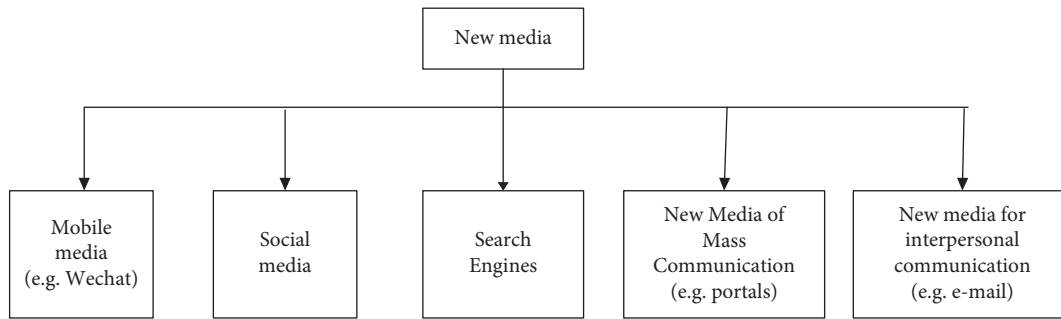 New media
Mobile
media
(e.g. Wechat)
Social
media
Search
Engines
New Media of
Mass
Communication
(e.g. portals)
New media for
interpersonal
communication
(e.g. e-mail)